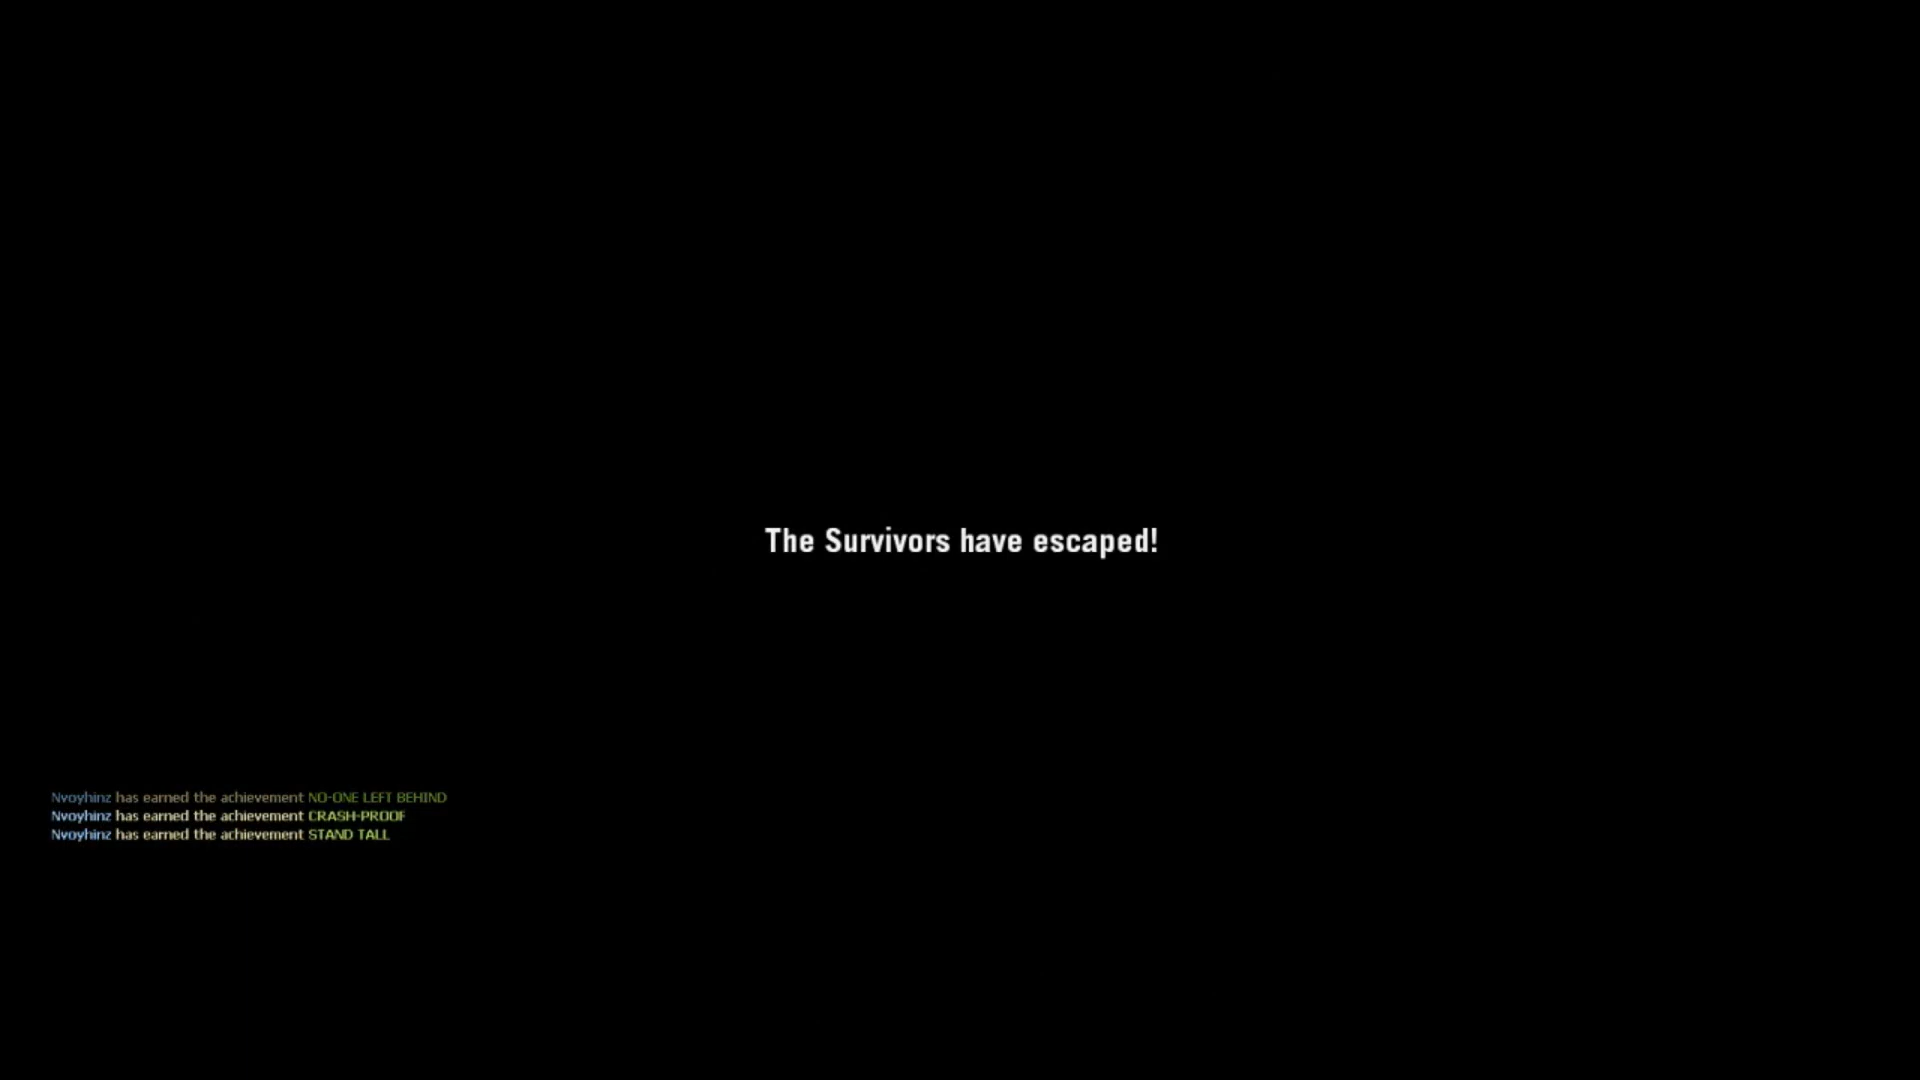 The Survivors have escaped!
Nvoyhinz has earned the achievement NO-ONE LEFT BEHIND
Nvoyhinz has earned the achievement CRASH-PROOF
Nvoyhinz has earned the achievement STAND TALL